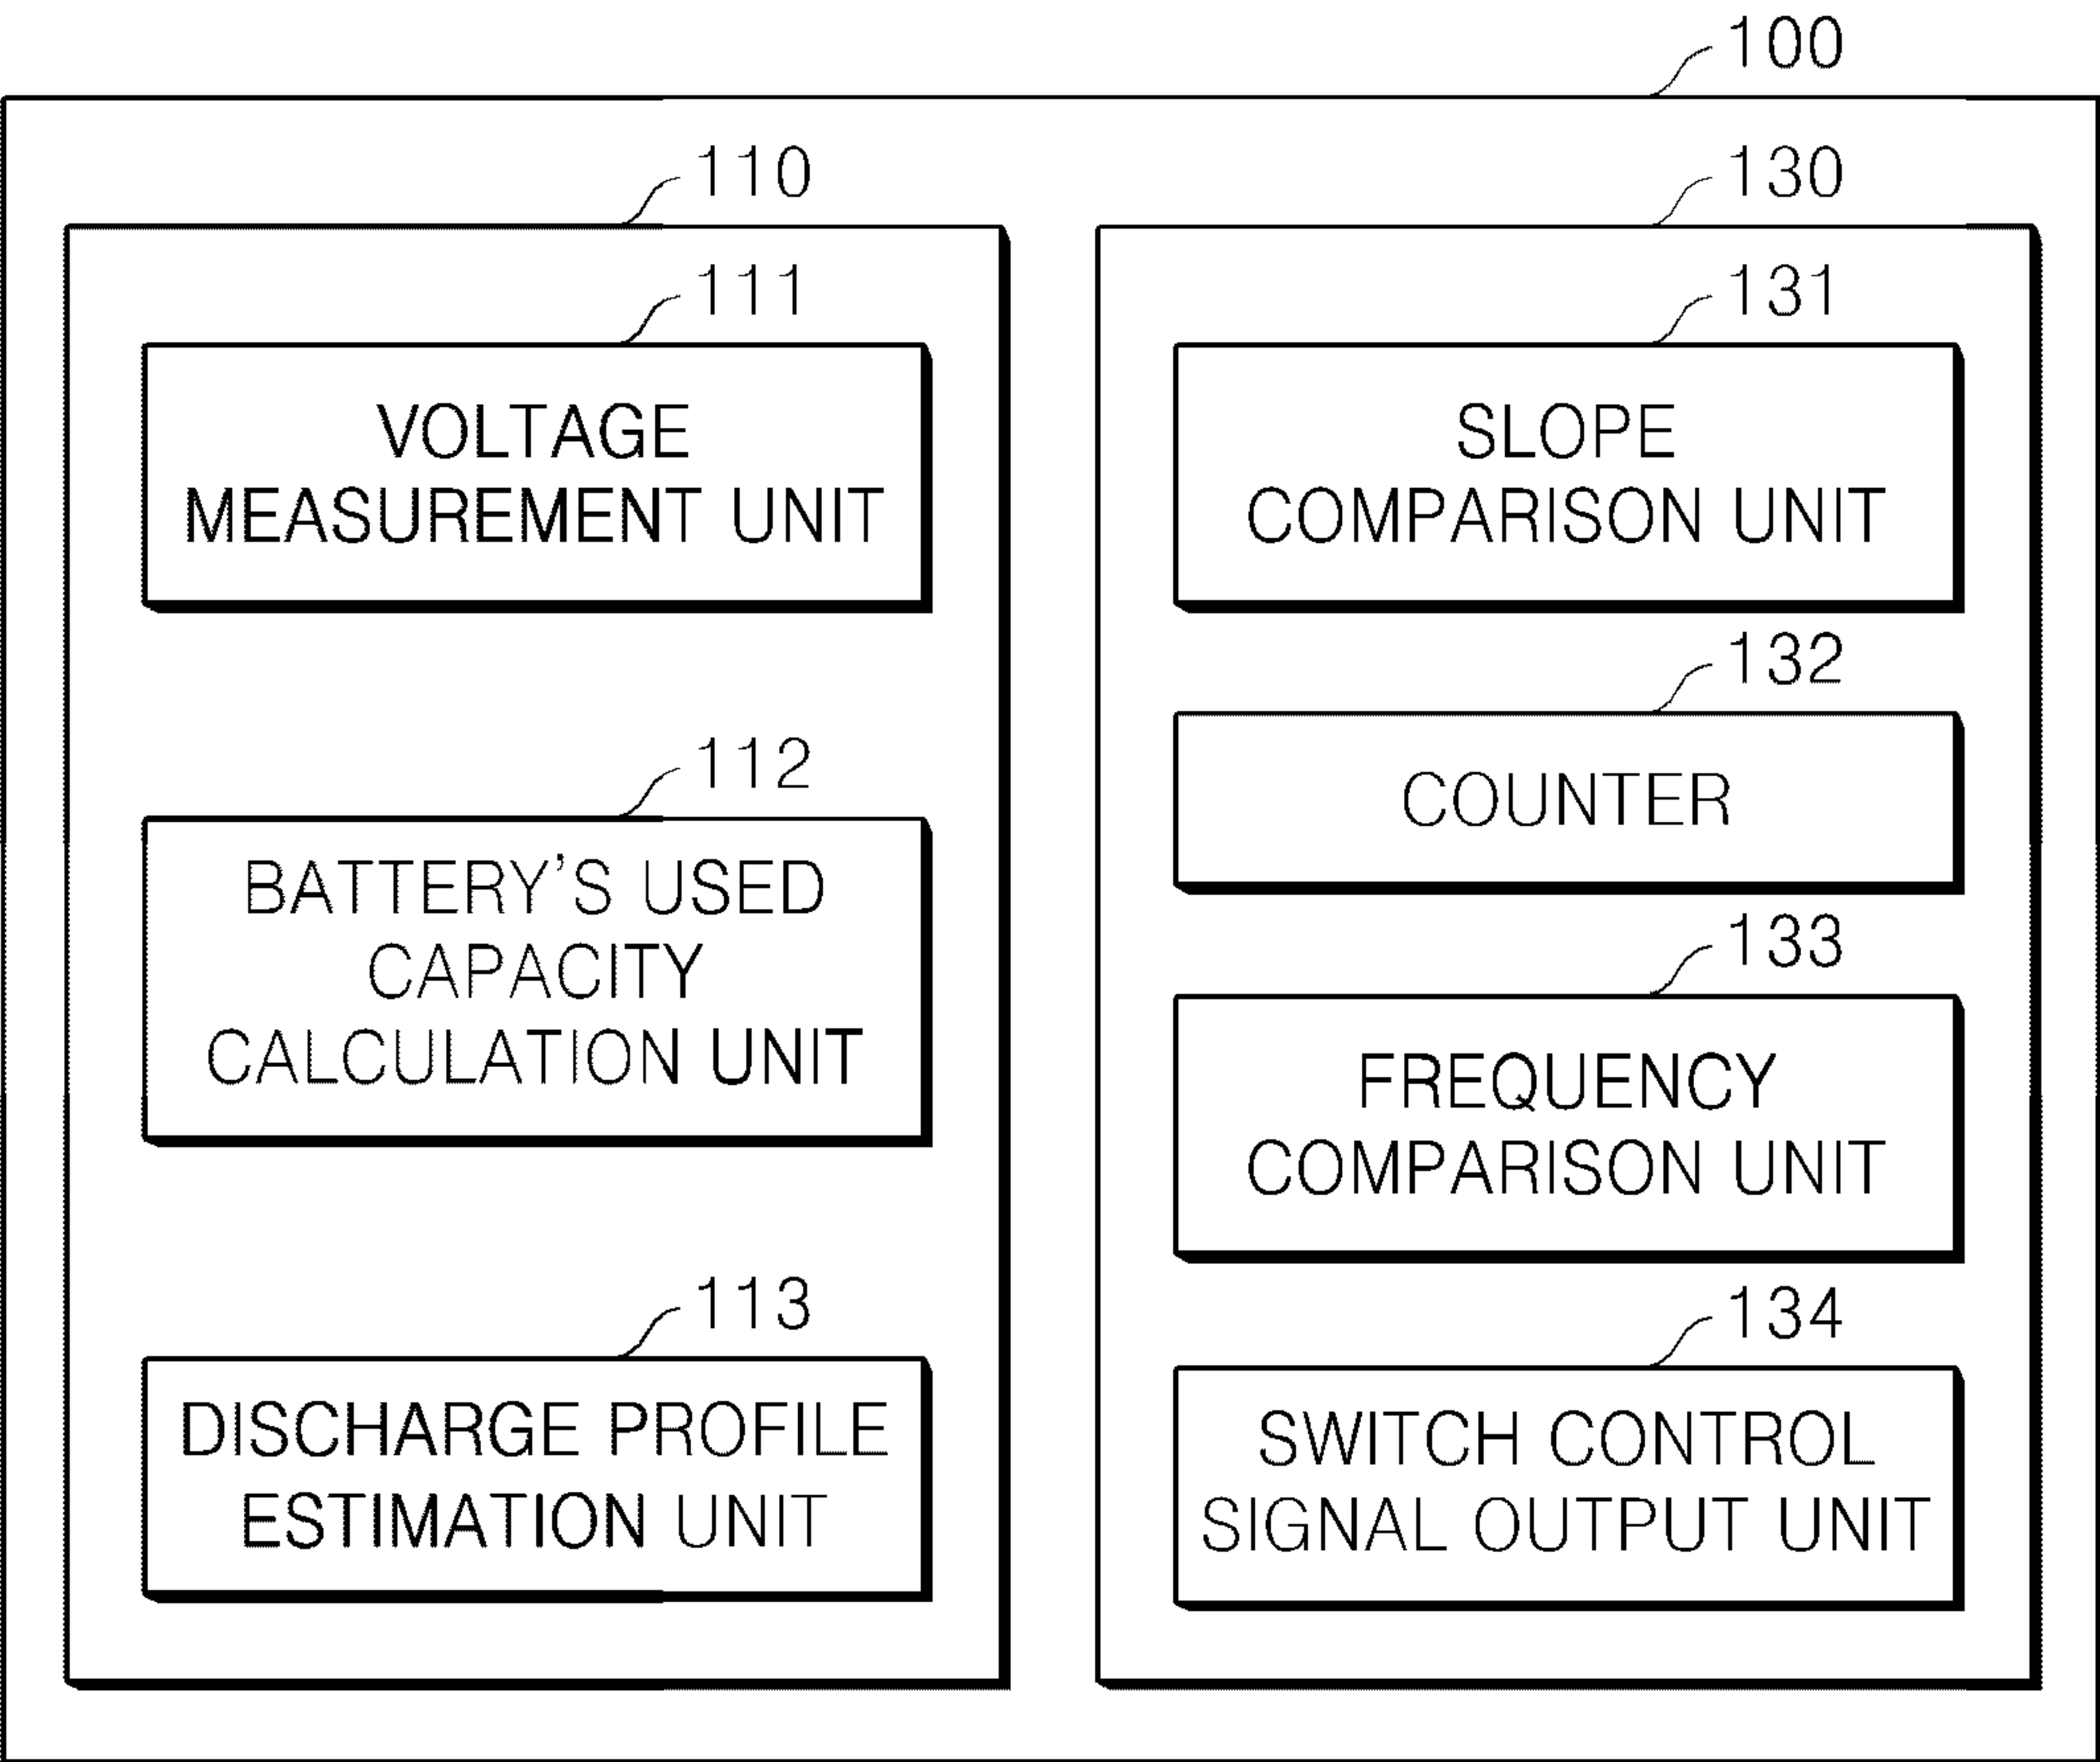 100
110
111
VOLTAGE
MEASUREMENT UNIT
112
BATTERY'S USED
CAPACITY
CALCULATION UNIT
113
DISCHARGE PROFILE
ESTIMATION UNIT
130
131
SLOPE
COMPARISON UNIT
132
COUNTER
133
FREQUENCY
COMPARISON UNIT
134
SWITCH CONTROL
SIGNAL OUTPUT UNIT